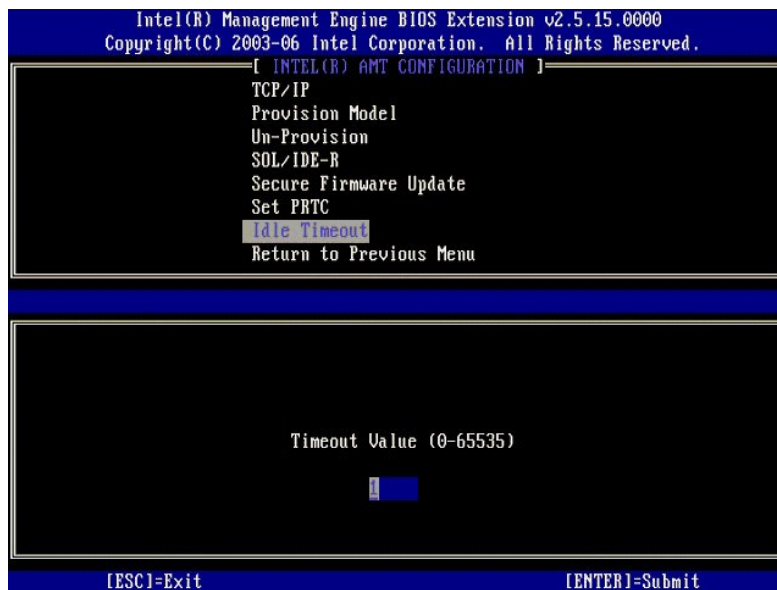 Intel(R) Management Engine BIOS Extension v2.5.15.0000
Copyright(C) 2003-06 Intel Corporation. All Rights Reserved.
[ INTEL(R) AMT CONFIGURATION ]
TCP/IP
Provision Model
Un-Provision
SOL/IDE-R
Secure Firmware Update
Set PRTC
Idle Timeout
Return to Previous Menu
Timeout Value (0-65535)
1
[ESC]=Exit [ENTER]=Submit